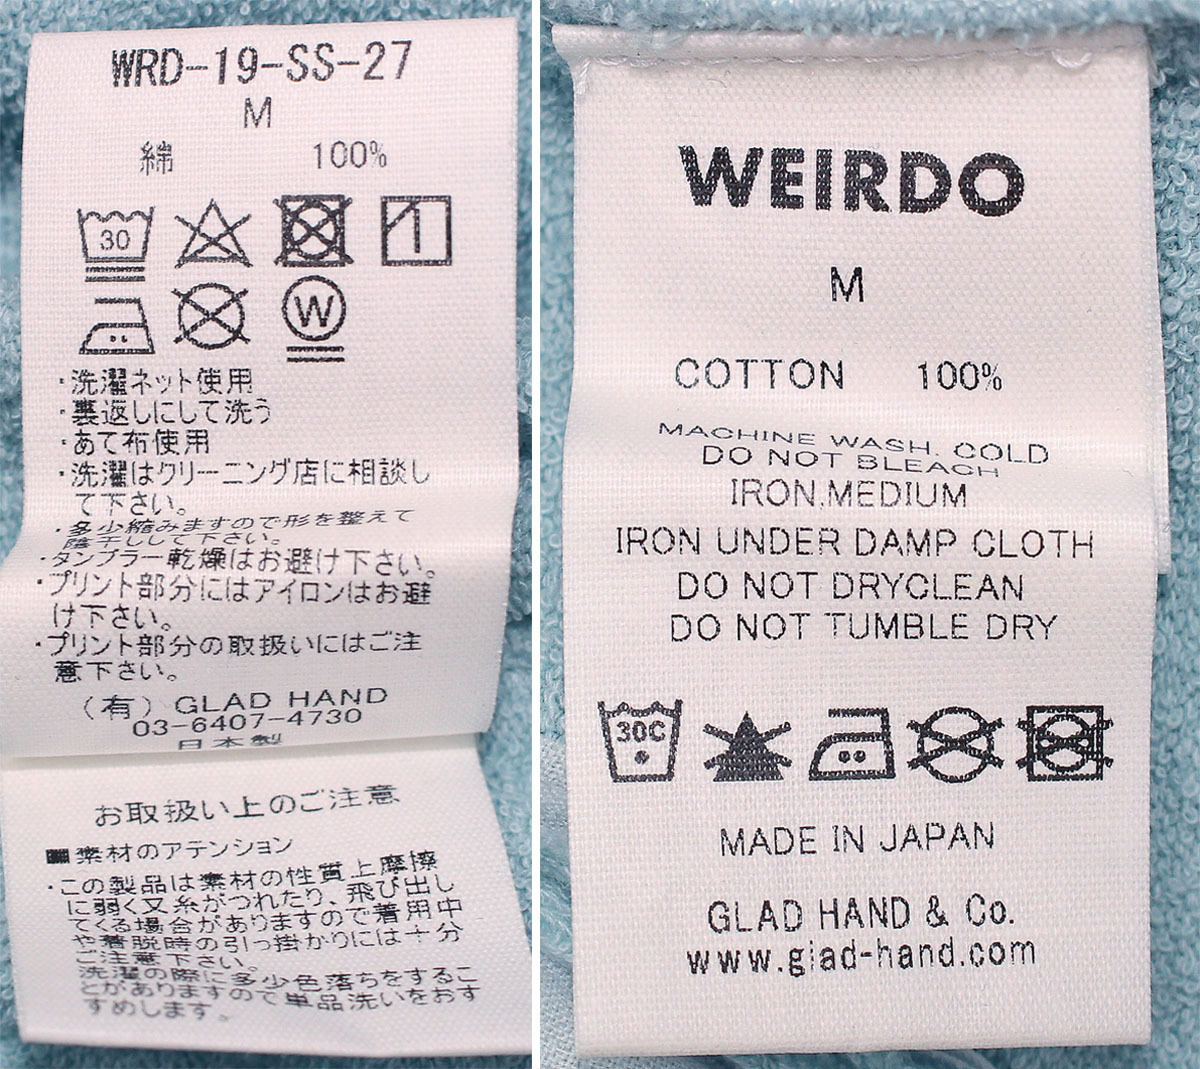 WRD-19-SS-27
M
綿 100%
30
・洗濯ネット使用
・裏返しにして洗う
・あて布使用
・洗濯はクリーニング店に相談し
て下さい。
・多少縮みますので形を整えて
陰干しして下さい。
・タンブラー乾燥はお避け下さい。
・プリント部分にはアイロンはお避
け下さい。
・プリント部分の取扱いにはご注
意下さい。
(有) GLAD HAND
03-6407-4730
日本製
お取扱い上のご注意
■素材のアテンション
・この製品は素材の性質上摩擦
に弱く又糸がつれたり、飛び出し
てくる場合がありますので着用中
や着脱時の引っ掛かりには十分
ご注意下さい。
洗濯の際に多少色落ちをするこ
とがありますので単品洗いをおす
すめします。
W
WEIRDO
M
COTTON 100%
MACHINE WASH. COLD
DO NOT BLEACH
IRON.MEDIUM
IRON UNDER DAMP CLOTH
DO NOT DRYCLEAN
DO NOT TUMBLE DRY
30C
MADE IN JAPAN
GLAD HAND & Co.
www.glad-hand.com